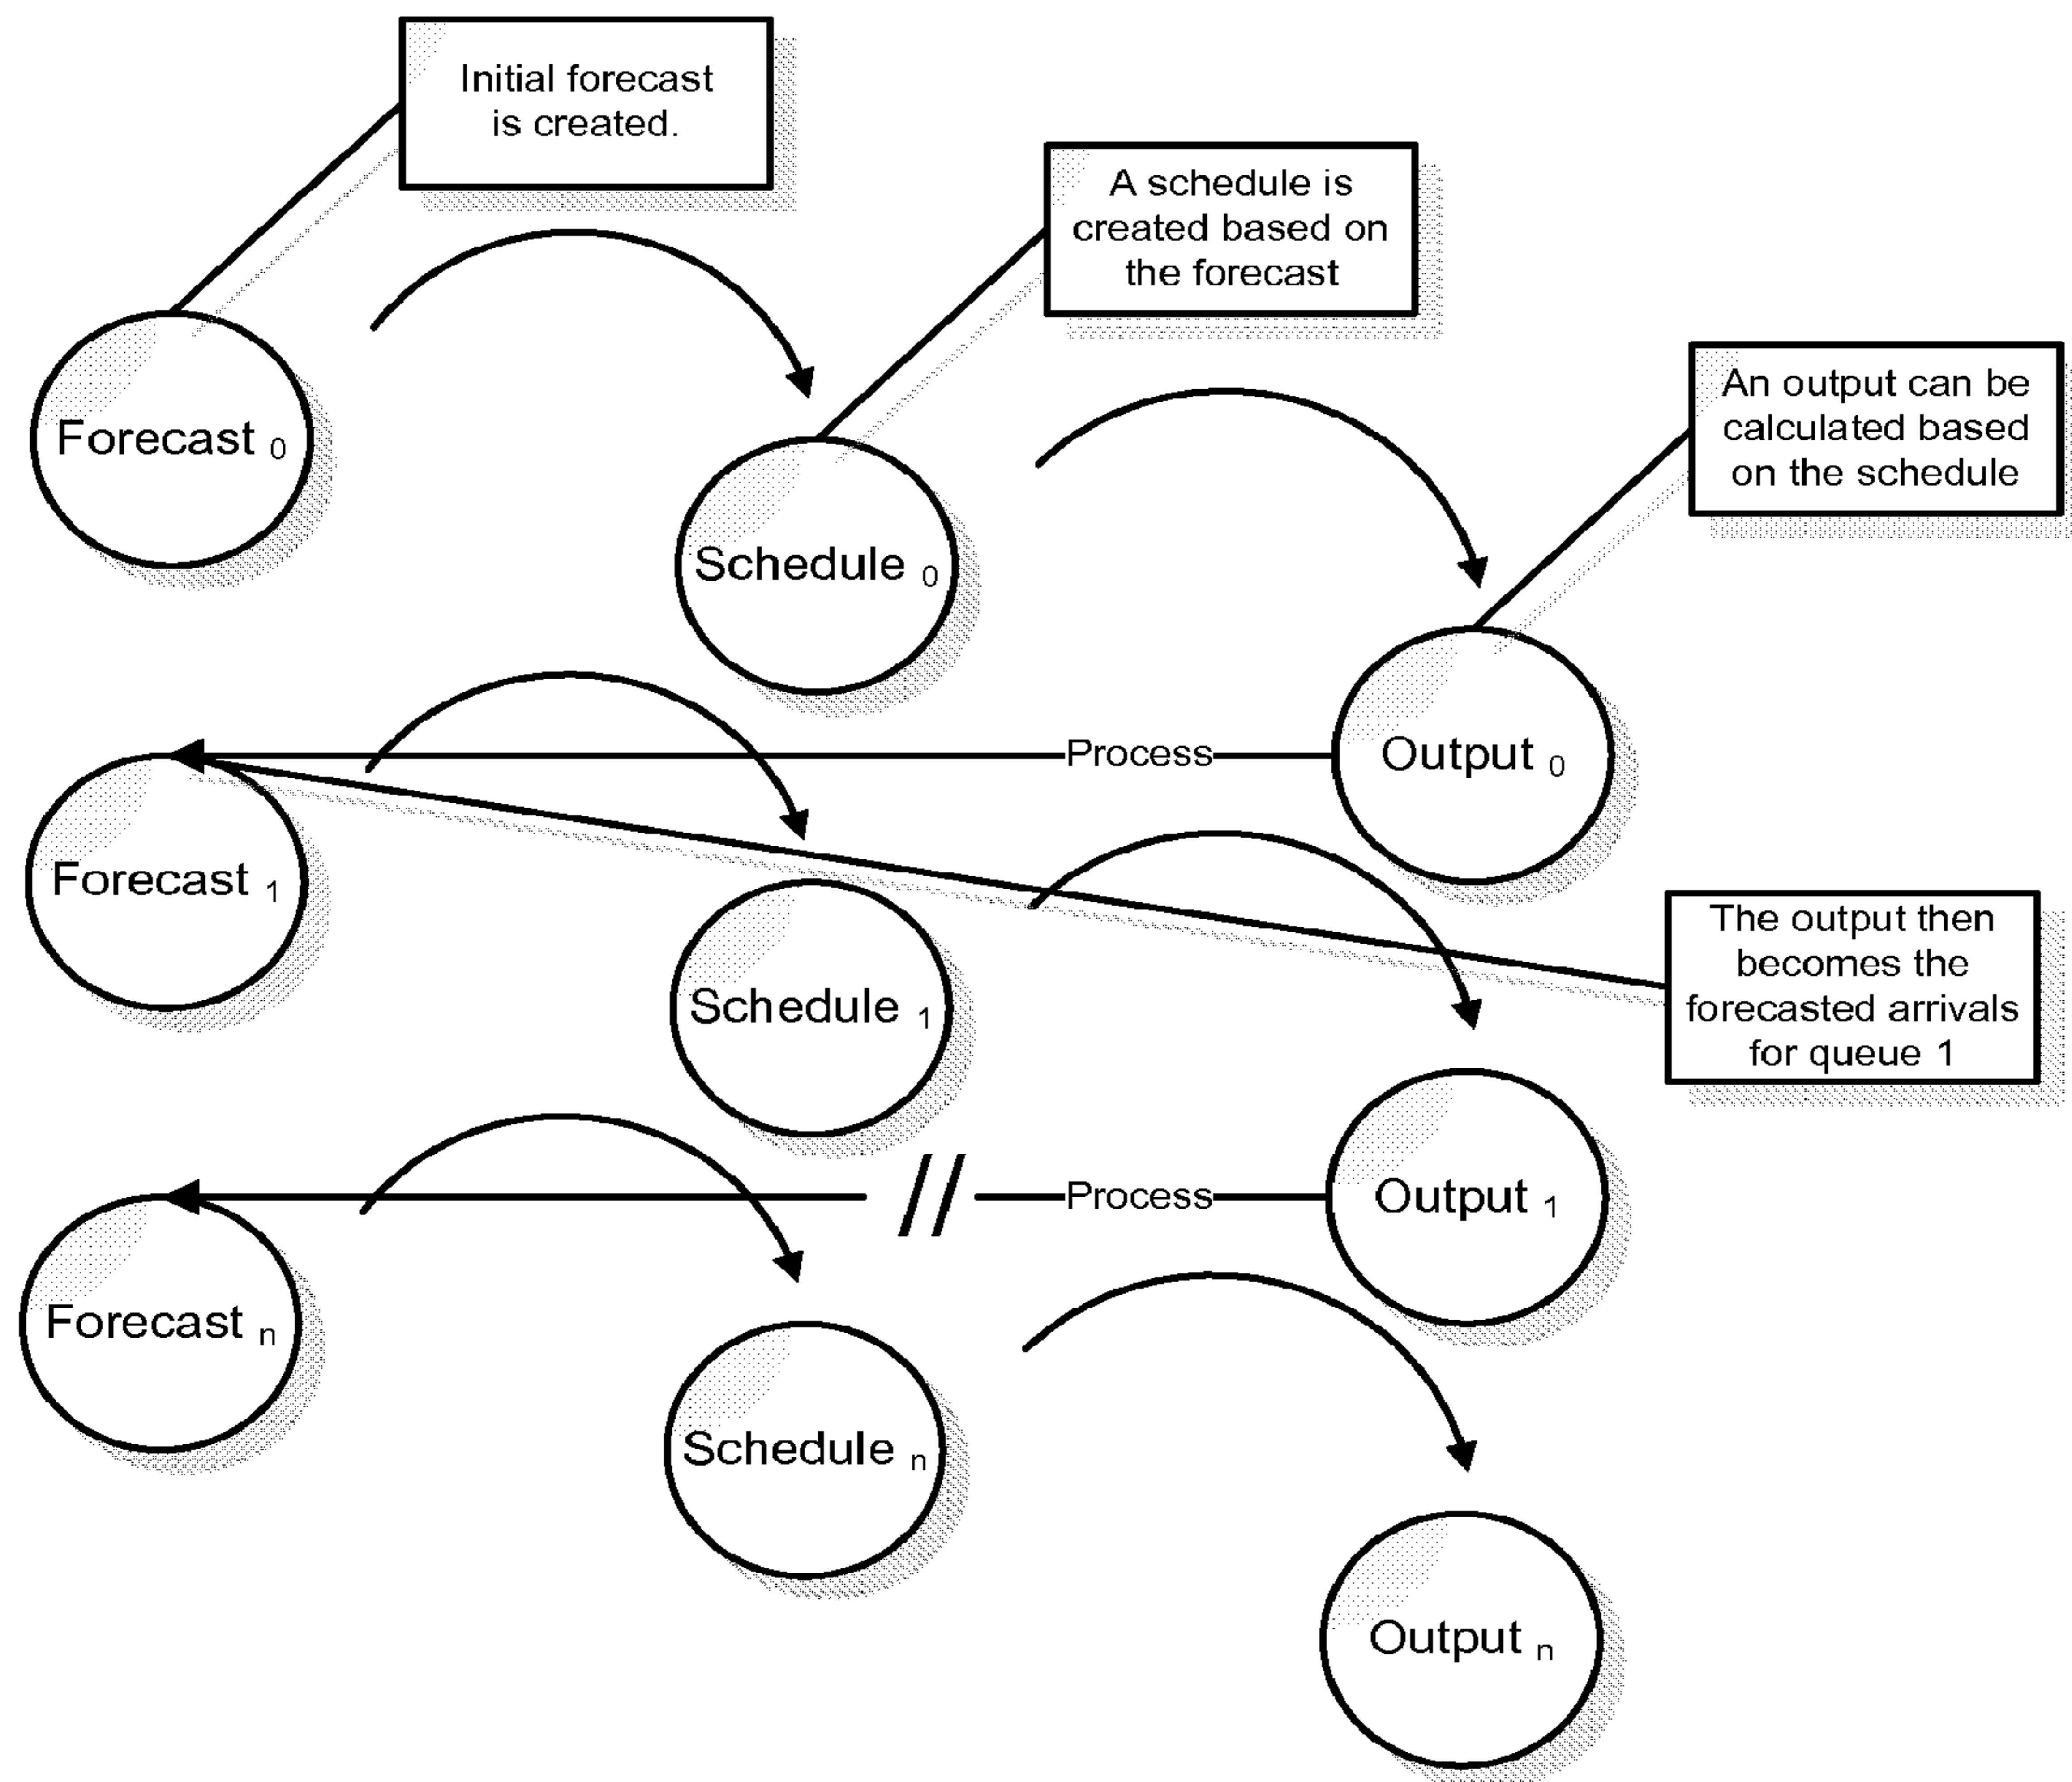 Initial forecast
is created.
A schedule is
created based on
the forecast
An output can be
calculated based
on the schedule
Forecast 0
Schedule 0
Process
Output 0
Forecast 1
Schedule 1
The output then
becomes the
forecasted arrivals
for queue 1
//
Process
Output 1
Forecast n
Schedule n
Output n